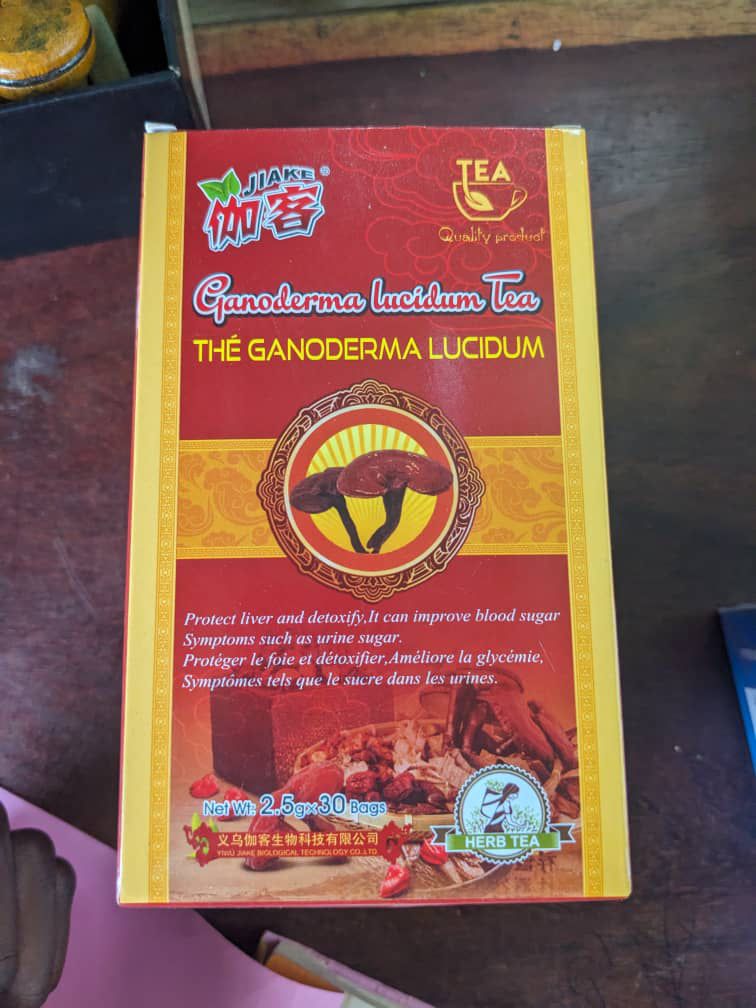 JIAKE®
伽客
TEA
Quality product
Ganoderma lucidum Tea
THÉ GANODERMA LUCIDUM
Protect liver and detoxify,It can improve blood sugar
Symptoms such as urine sugar.
Protéger le foie et détoxifier,Améliore la glycémie,
Symptômes tels que le sucre dans les urines.
Net Wt: 2.5g×30 Bags
义乌伽客生物科技有限公司
YIWU JIAKE BIOLOGICAL TECHNOLOGY CO.,LTD
HERB TEA